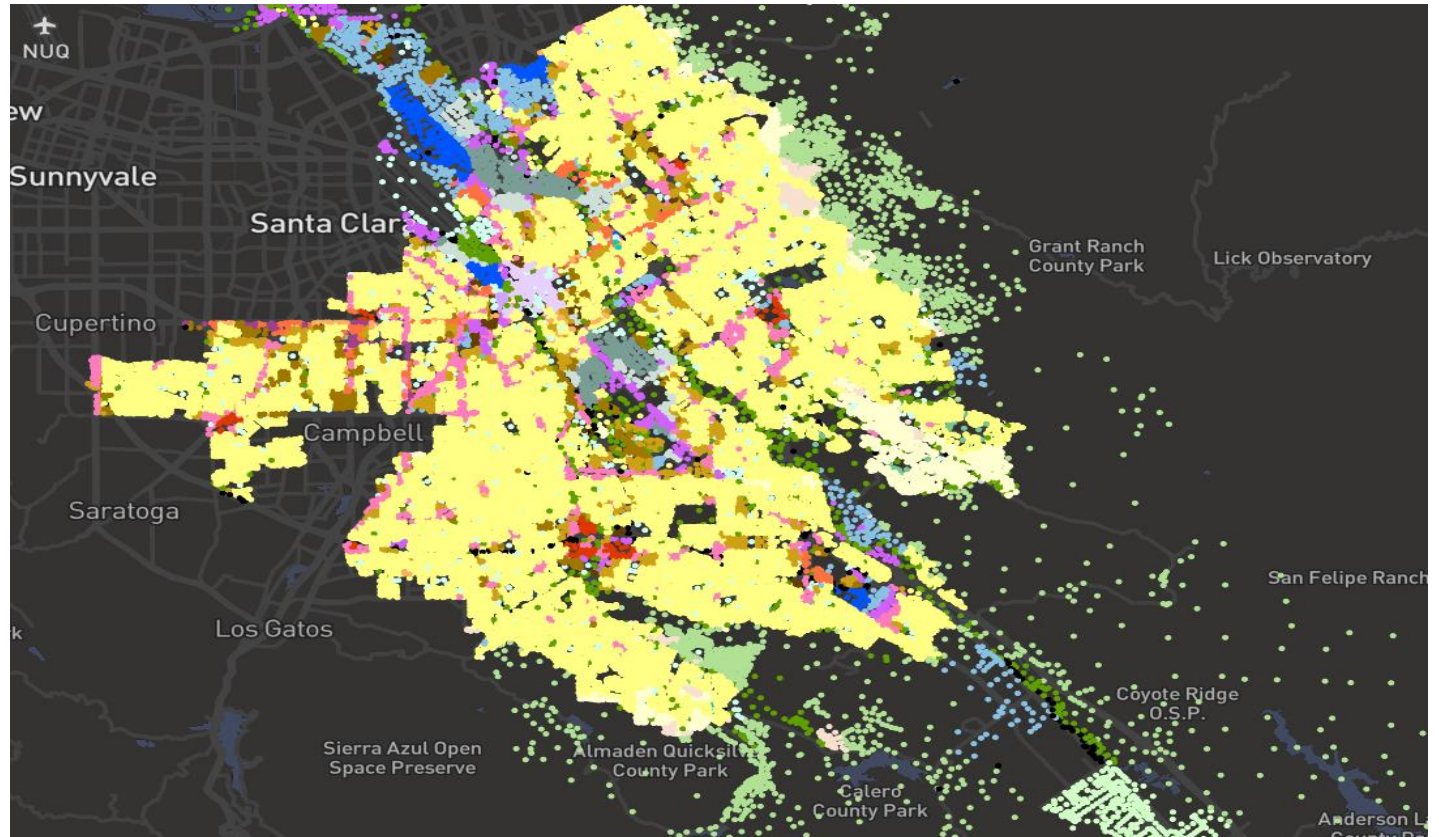 NUQ
ew
Sunnyvale
Santa Clar
Grant Ranch
County Park
Lick Observatory
Cupertino
Campbell
Saratoga
San Felipe Ranch
Los Gatos
rk
Coyote Ridge
O.S.P.
Sierra Azul Open
Space Preserve
Almaden Quicksil
County Park
Calero
County Park
Anderson L